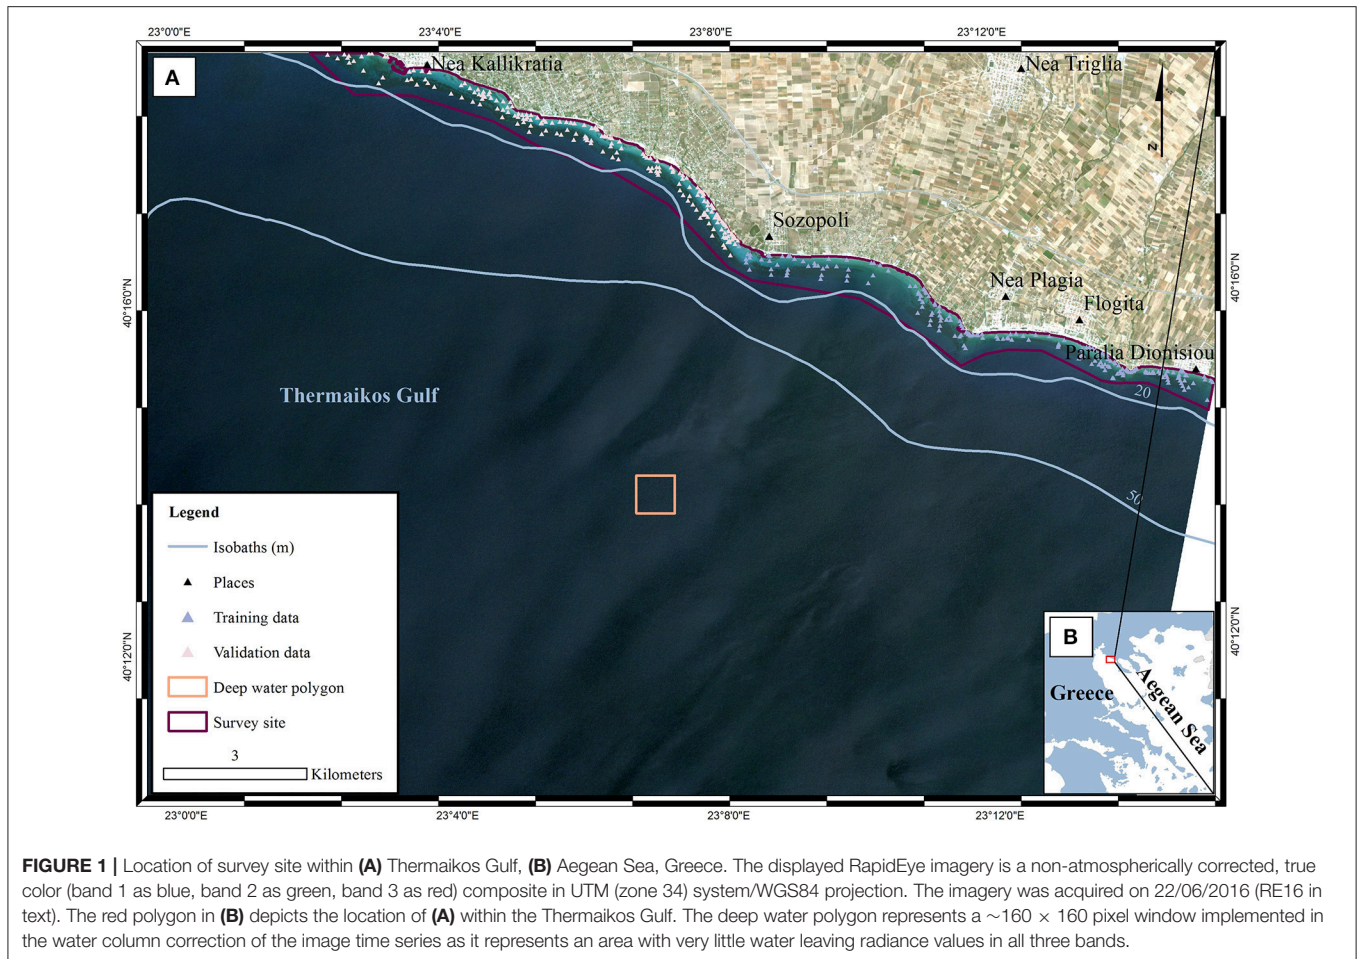 23°0'0"E 23°4'0"E 23°8'0"E 23°12'0"E
A
Nea Kallikratia
Nea Triglia
N
Sozopoli
40°16'0"N
40°16'0"N
Nea Plagia
Flogita
Paralia Dionisiou
20
Thermaikos Gulf
50
Legend
Isobaths (m)
Places
Training data
Validation data
Deep water polygon
Survey site
3
Kilometers
40°12'0"N
40°12'0"N
B
Greece
Aegean Sea
23°0'0"E 23°4'0"E 23°8'0"E 23°12'0"E
FIGURE 1 | Location of survey site within (A) Thermaikos Gulf, (B) Aegean Sea, Greece. The displayed RapidEye imagery is a non-atmospherically corrected, true
color (band 1 as blue, band 2 as green, band 3 as red) composite in UTM (zone 34) system/WGS84 projection. The imagery was acquired on 22/06/2016 (RE16 in
text). The red polygon in (B) depicts the location of (A) within the Thermaikos Gulf. The deep water polygon represents a ~160 × 160 pixel window implemented in
the water column correction of the image time series as it represents an area with very little water leaving radiance values in all three bands.